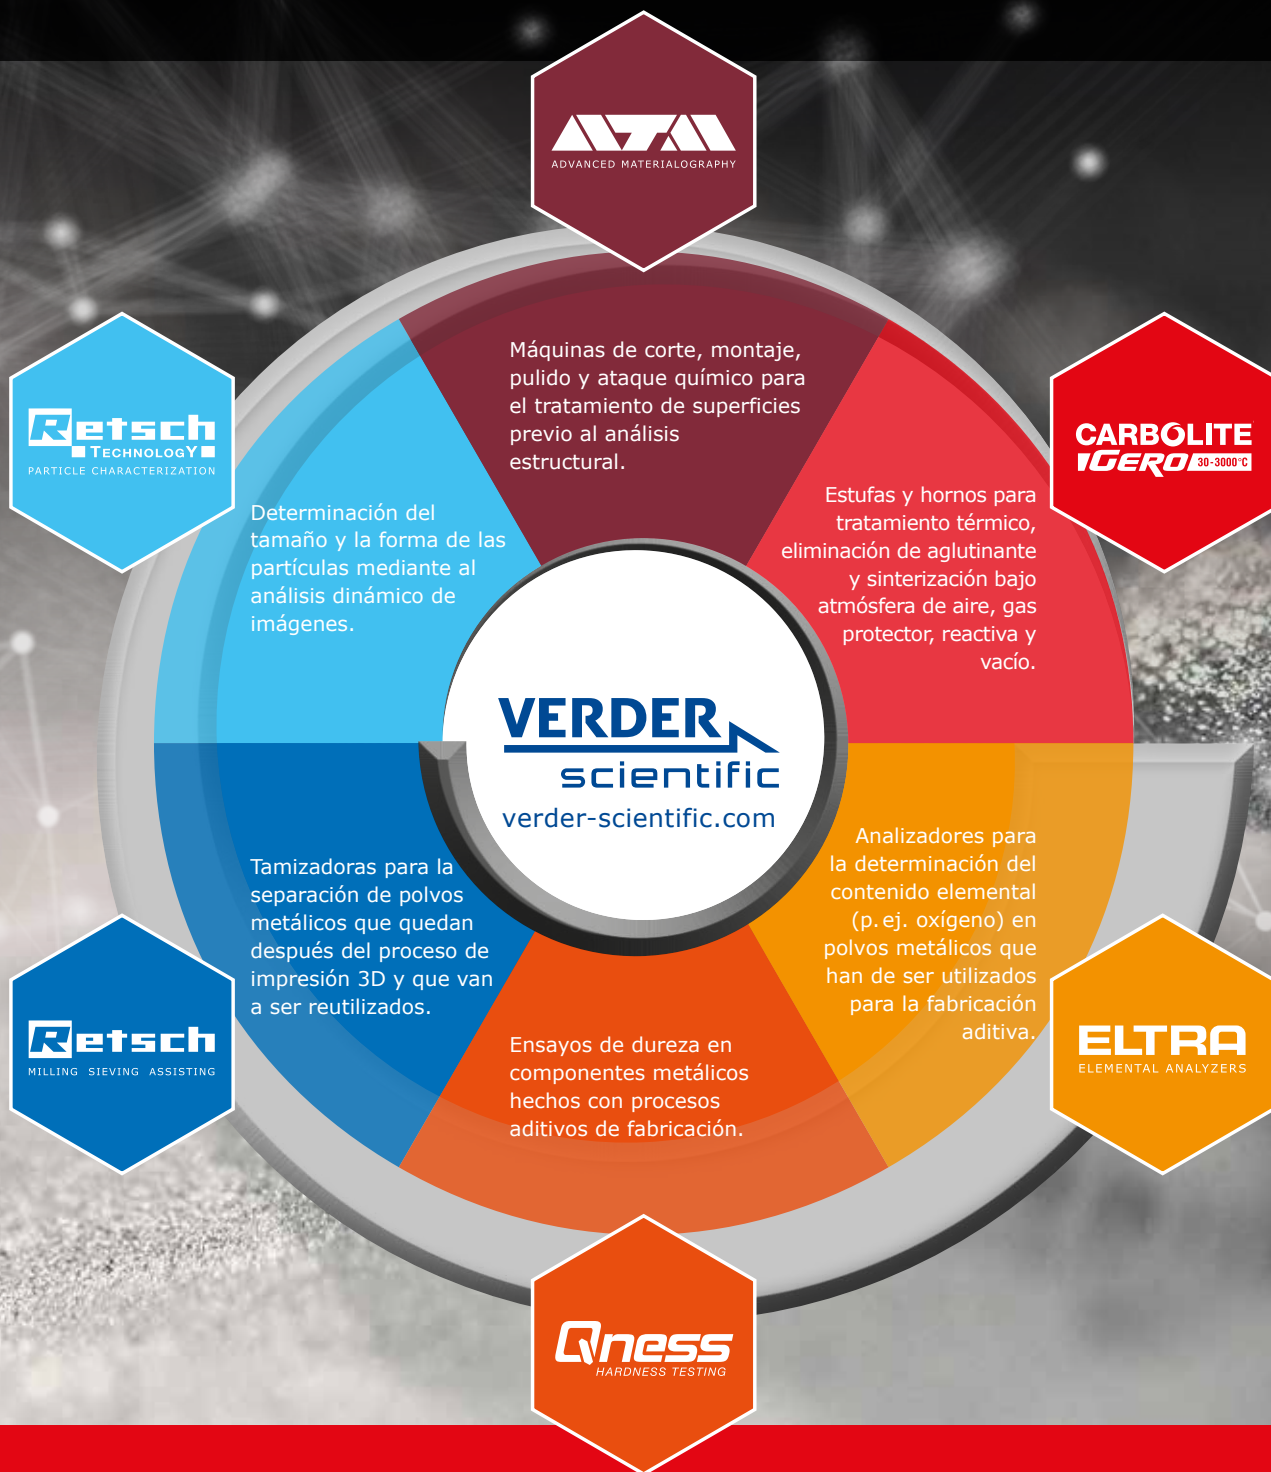 ATM
ADVANCED MATERIALOGRAPHY
Máquinas de corte, montaje,
pulido y ataque químico para
el tratamiento de superficies
previo al análisis
estructural.
CARBOLITE
GERO 30-3000°C
Estufas y hornos para
tratamiento térmico,
eliminación de aglutinante
y sinterización bajo
atmósfera de aire, gas
protector, reactiva y
vacío.
Retsch
TECHNOLOGY
PARTICLE CHARACTERIZATION
Determinación del
tamaño y la forma de las
partículas mediante al
análisis dinámico de
imágenes.
VERDER
scientific
verder-scientific.com
Analizadores para
la determinación del
contenido elemental
(p. ej. oxígeno) en
polvos metálicos que
han de ser utilizados
para la fabricación
aditiva.
ELTRA
ELEMENTAL ANALYZERS
Tamizadoras para la
separación de polvos
metálicos que quedan
después del proceso de
impresión 3D y que van
a ser reutilizados.
Retsch
MILLING SIEVING ASSISTING
Ensayos de dureza en
componentes metálicos
hechos con procesos
aditivos de fabricación.
Qness
HARDNESS TESTING